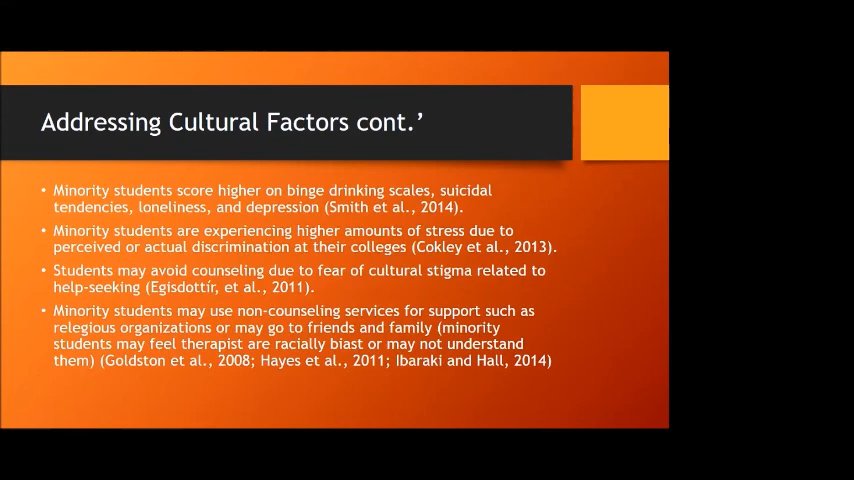 Addressing Cultural Factors cont.’
• Minority students score higher on binge drinking scales, suicidal
tendencies, loneliness, and depression (Smith et al., 2014).
• Minority students are experiencing higher amounts of stress due to
perceived or actual discrimination at their colleges (Cokley et al., 2013).
• Students may avoid counseling due to fear of cultural stigma related to
help-seeking (Egisdottír, et al., 2011).
• Minority students may use non-counseling services for support such as
relegious organizations or may go to friends and family (minority
students may feel therapist are racially biast or may not understand
them) (Goldston et al., 2008; Hayes et al., 2011; Ibaraki and Hall, 2014)